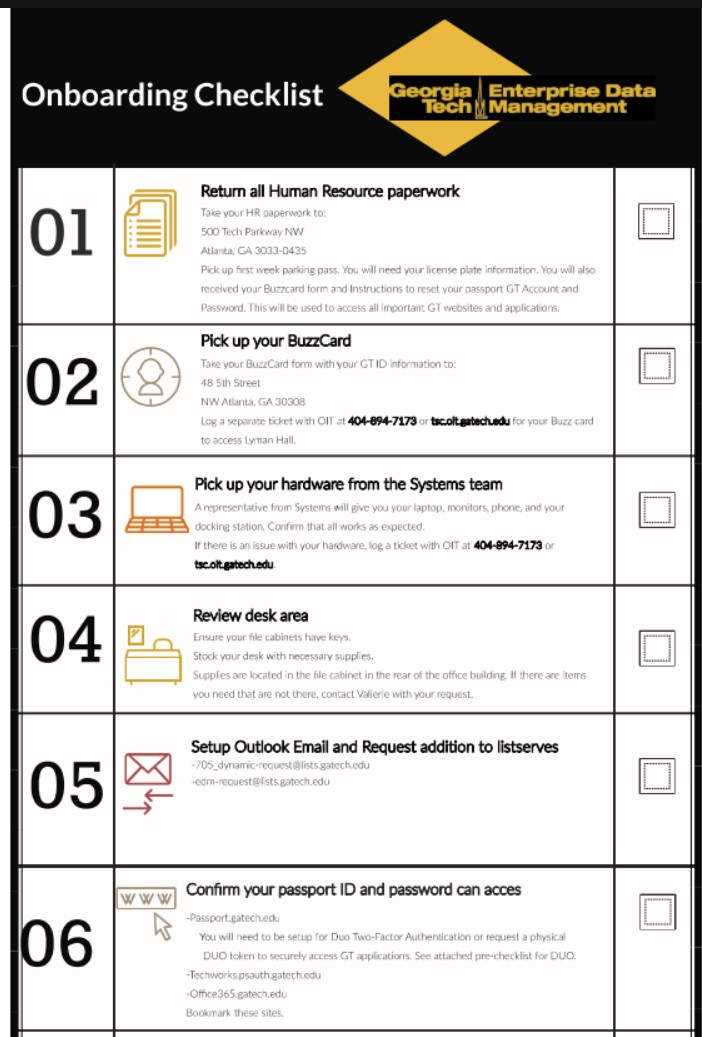 Onboarding Checklist
Georgia Tech
Enterprise Data Management
01
Return all Human Resource paperwork
Take your HR paperwork to:
500 Tech Parkway NW
Atlanta, GA 3033-0435
Pick up first week parking pass. You will need your license plate information. You will also
received your Buzzcard form and Instructions to reset your passport GT Account and
Password. This will be used to access all important GT websites and applications.
02
Pick up your BuzzCard
Take your BuzzCard form with your GT ID information to:
48 5th Street
NW Atlanta, GA 30308
Log a separate ticket with OIT at 404-894-7173 or tsc.oit.gatech.edu for your Buzz card
to access Lyman Hall.
03
Pick up your hardware from the Systems team
A representative from Systems will give you your laptop, monitors, phone, and your
docking station. Confirm that all works as expected.
If there is an issue with your hardware, log a ticket with OIT at 404-894-7173 or
tsc.oit.gatech.edu.
04
Review desk area
Ensure your file cabinets have keys.
Stock your desk with necessary supplies.
Supplies are located in the file cabinet in the rear of the office building. If there are items
you need that are not there, contact Vallerie with your request.
05
Setup Outlook Email and Request addition to listserves
-705_dynamic-request@lists.gatech.edu
-edm-request@lists.gatech.edu
06
WWW
Confirm your passport ID and password can acces
-Passport.gatech.edu
You will need to be setup for Duo Two-Factor Authentication or request a physical
DUO token to securely access GT applications. See attached pre-checklist for DUO.
-Techworks.psauth.gatech.edu
-Office365.gatech.edu
Bookmark these sites.